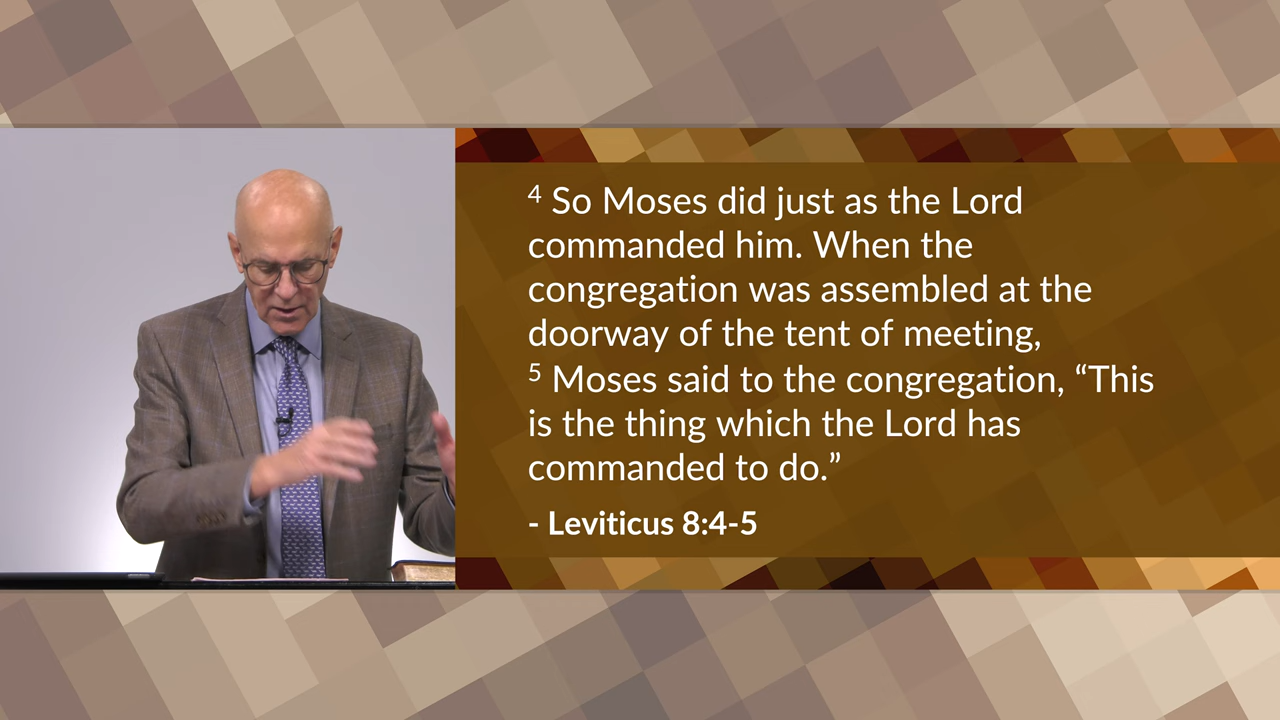 4 So Moses did just as the Lord
commanded him. When the
congregation was assembled at the
doorway of the tent of meeting,
5 Moses said to the congregation, “This
is the thing which the Lord has
commanded to do.”
- Leviticus 8:4-5